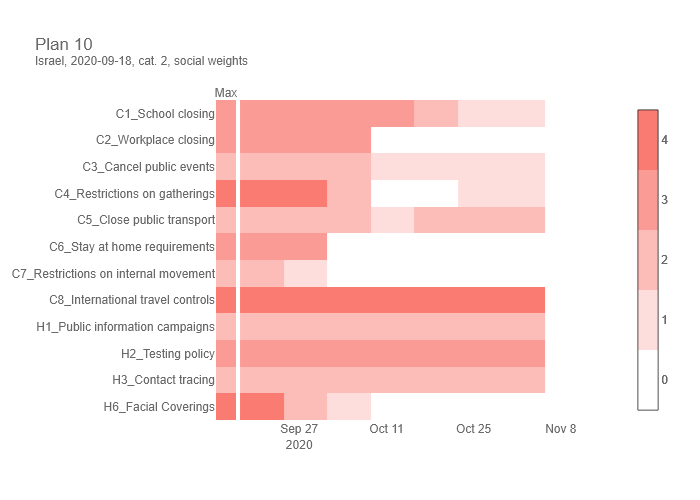 Plan 10
Israel, 2020-09-18, cat. 2, social weights
Max
C1_School closing
C2_Workplace closing
C3_Cancel public events
C4_Restrictions on gatherings
C5_Close public transport
C6_Stay at home requirements
C7_Restrictions on internal movement
C8_International travel controls
H1_Public information campaigns
H2_Testing policy
H3_Contact tracing
H6_Facial Coverings
Sep 27 Oct 11 Oct 25 Nov 8
2020
4
3
2
1
0